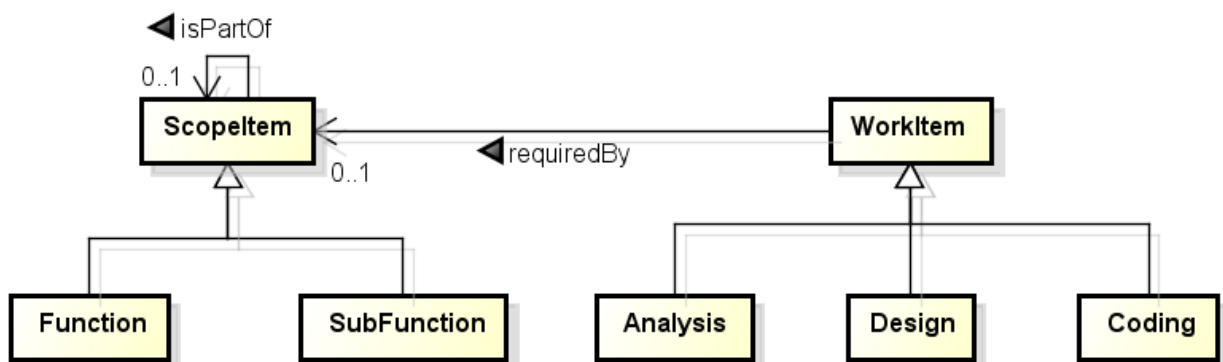 isPartOf
0..1
ScopeItem
WorkItem
requiredBy
0..1
Function
SubFunction
Analysis
Design
Coding